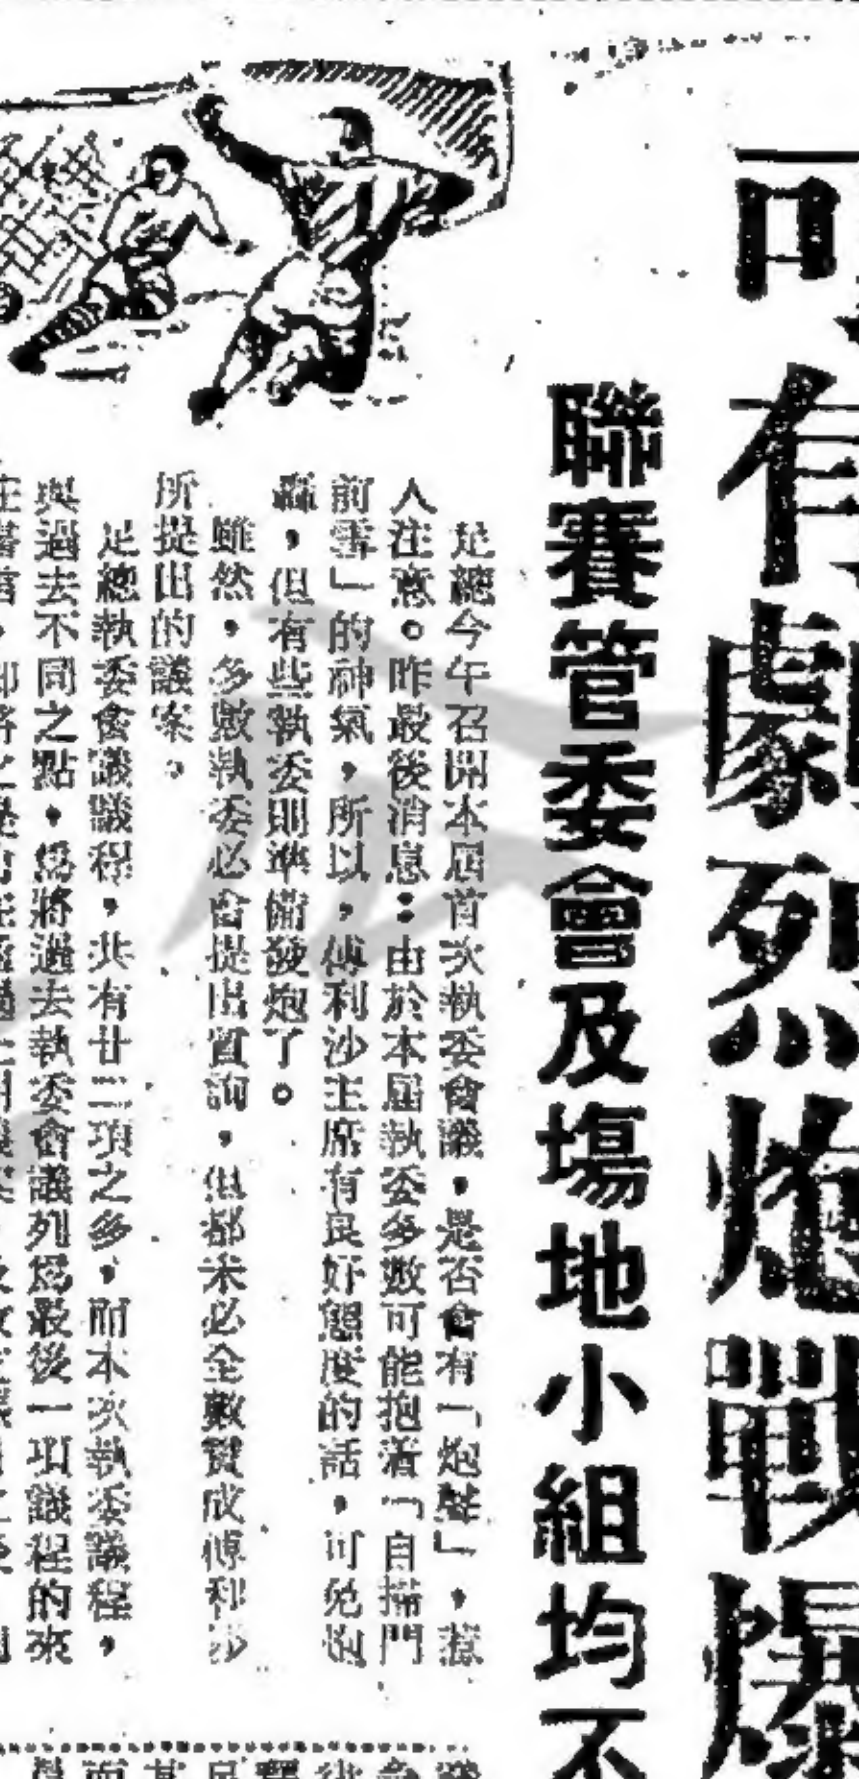 可有劇烈炮戰爆
聯賽管委會及塲地小組均不
足總今午召開本屆首次執委會議，是否會有「炮聲」，惹
人注意。昨最後消息：由於本屆執委多數可能抱着「自掃門
前雪」的神氣，所以，傅利沙主席有良好態度的話，可免炮
轟，但有些執委則準備發炮了。
雖然，多數執委必會提出質詢，但都未必全數贊成傅利沙
所提出的議案。
足總執委會議議程，共有廿二項之多，而本次執委議程，
與過去不同之點，爲將過去執委會議列爲最後一項議程的來